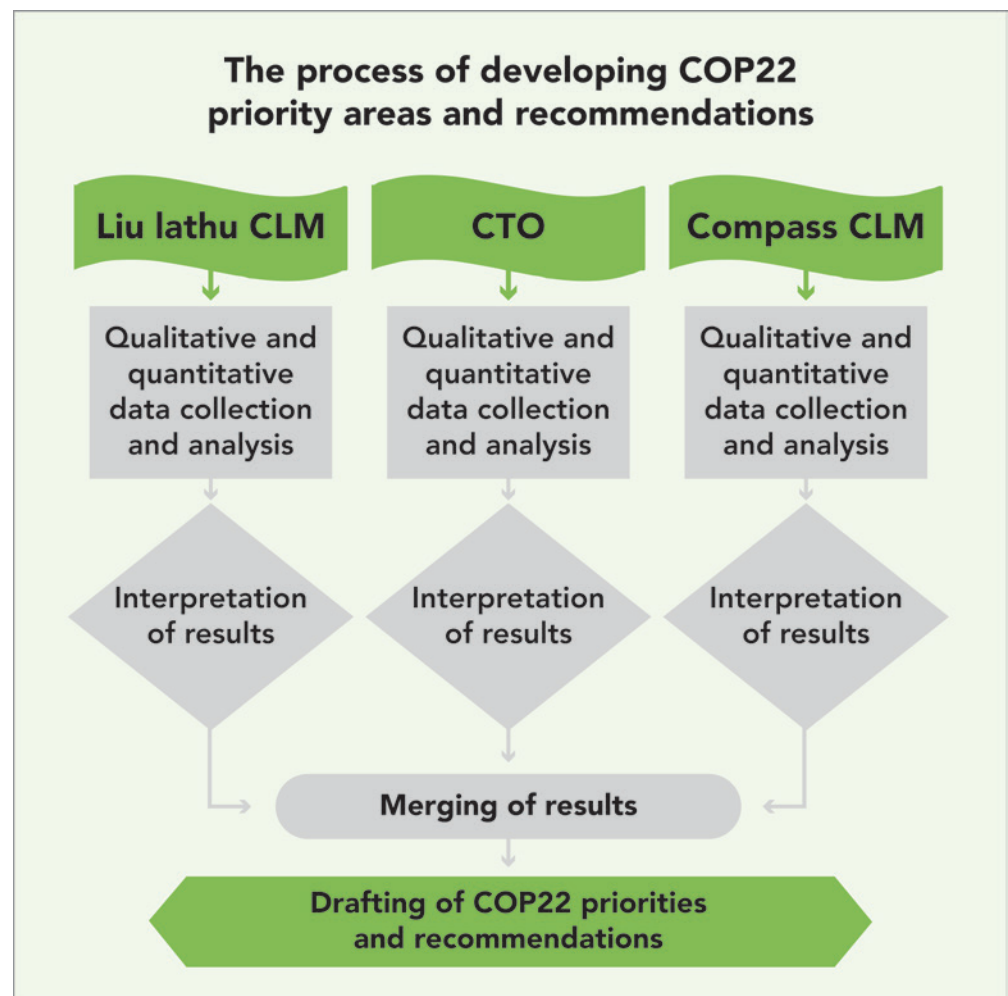 The process of developing COP22
priority areas and recommendations
Liu lathu CLM
CTO
Compass CLM
Qualitative and
quantitative
data collection
and analysis
Qualitative and
quantitative
data collection
and analysis
Qualitative and
quantitative
data collection
and analysis
Interpretation
of results
Interpretation
of results
Interpretation
of results
Merging of results
Drafting of COP22 priorities
and recommendations